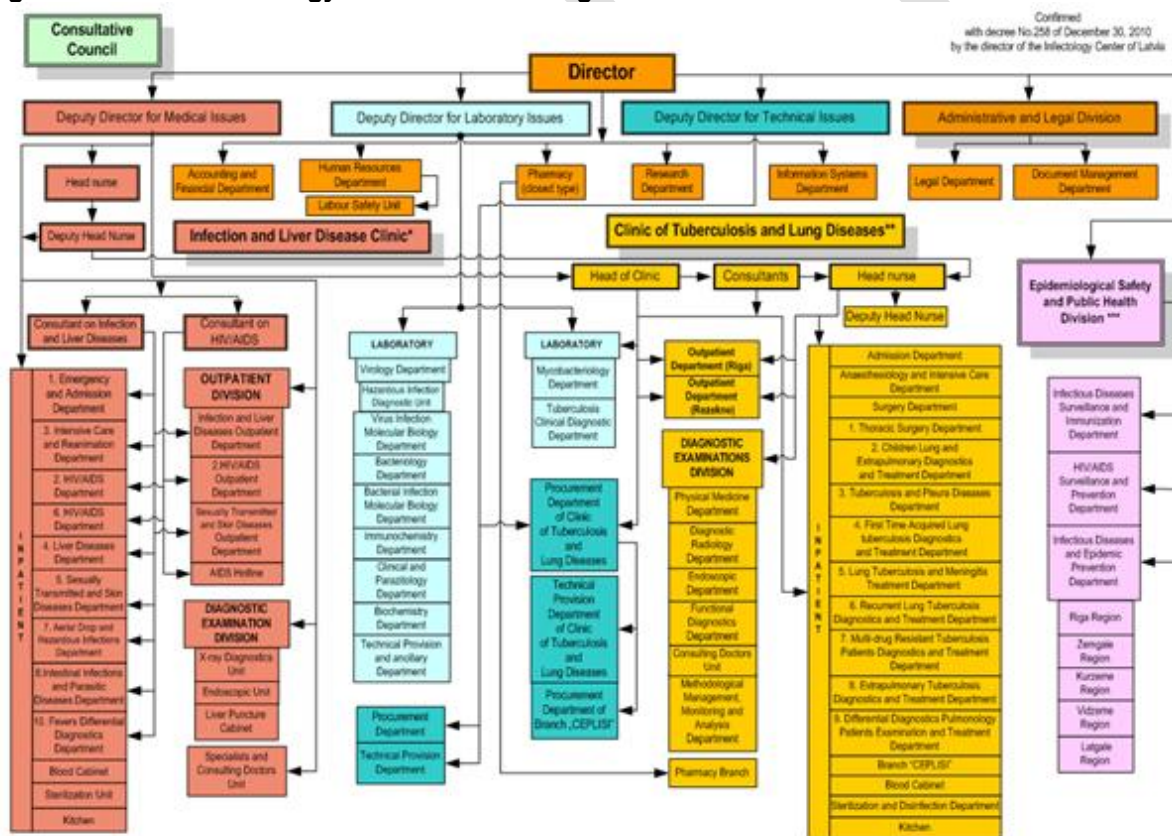 Consultative
Council
Confirmed
with decree No.258 of December 30, 2010
by the director of the Infectology Center of Latvia
Director
Deputy Director for Medical Issues
Deputy Director for Laboratory Issues
Deputy Director for Technical Issues
Administrative and Legal Division
Head nurse
Accounting and
Financial Department
Human Resources
Department
Labour Safety Unit
Pharmacy
(closed type)
Research
Department
Information Systems
Department
Legal Department
Document Management
Department
Deputy Head Nurse
Infection and Liver Disease Clinic*
Clinic of Tuberculosis and Lung Diseases**
Head of Clinic
Consultants
Head nurse
Deputy Head Nurse
Epidemiological Safety
and Public Health
Division ***
Consultant on Infection
and Liver Diseases
Consultant on
HIV/AIDS
INPATIENT
1. Emergency
and Admission
Department
3. Intensive Care
and Reanimation
Department
2. HIV/AIDS
Department
6. HIV/AIDS
Department
4. Liver Diseases
Department
5. Sexually
Transmitted and Skin
Diseases Department
7. Aerial Drop and
Hazardous Infections
Department
8.Intestinal Infections
and Parasitic
Diseases Department
10. Fevers Differential
Diagnostics
Department
Blood Cabinet
Sterilization Unit
Kitchen
OUTPATIENT
DIVISION
Infection and Liver
Diseases Outpatient
Department
2.HIV/AIDS
Outpatient
Department
Sexually Transmitted
and Skin Diseases
Outpatient
Department
AIDS Hotline
DIAGNOSTIC
EXAMINATION
DIVISION
X-ray Diagnostics
Unit
Endoscopic Unit
Liver Puncture
Cabinet
Specialists and
Consulting Doctors
Unit
LABORATORY
Virology Department
Hazardous Infection
Diagnostic Unit
Virus Infection
Molecular Biology
Department
Bacteriology
Department
Bacterial Infection
Molecular Biology
Department
Immunochemistry
Department
Clinical and
Parasitology
Department
Biochemistry
Department
Technical Provision
and ancillary
Department
Procurement
Department
Technical Provision
Department
LABORATORY
Mycobacteriology
Department
Tuberculosis
Clinical Diagnostic
Department
Procurement
Department
of Clinic
of Tuberculosis
and
Lung Diseases
Technical
Provision
Department
of Clinic
of Tuberculosis
and
Lung Diseases
Procurement
Department of
Branch „CEPLISI”
Outpatient
Department (Riga)
Outpatient
Department
(Rezekne)
DIAGNOSTIC
EXAMINATIONS
DIVISION
Physical Medicine
Department
Diagnostic
Radiology
Department
Endoscopic
Department
Functional
Diagnostics
Department
Consulting Doctors
Unit
Methodological
Management,
Monitoring and
Analysis
Department
Pharmacy Branch
INPATIENT
Admission Department
Anaesthesiology and Intensive Care
Department
Surgery Department
1. Thoracic Surgery Department
2. Children Lung and
Extrapulmonary Diagnostics
and Treatment Department
3. Tuberculosis and Pleura Diseases
Department
4. First Time Acquired Lung
tuberculosis Diagnostics
and Treatment Department
5. Lung Tuberculosis and Meningitis
Treatment Department
6. Recurrent Lung Tuberculosis
Diagnostics and Treatment Department
7. Multi-drug Resistant Tuberculosis
Patients Diagnostics and Treatment
Department
8. Extrapulmonary Tuberculosis
Diagnostics and Treatment Department
9. Differential Diagnostics Pulmonology
Patients Examination and Treatment
Department
Branch “CEPLISI”
Blood Cabinet
Sterilization and Disinfection Department
Kitchen
Infectious Diseases
Surveillance and
Immunization
Department
HIV/AIDS
Surveillance and
Prevention
Department
Infectious Diseases
and Epidemic
Prevention
Department
Riga Region
Zemgale
Region
Kurzeme
Region
Vidzeme
Region
Latgale
Region